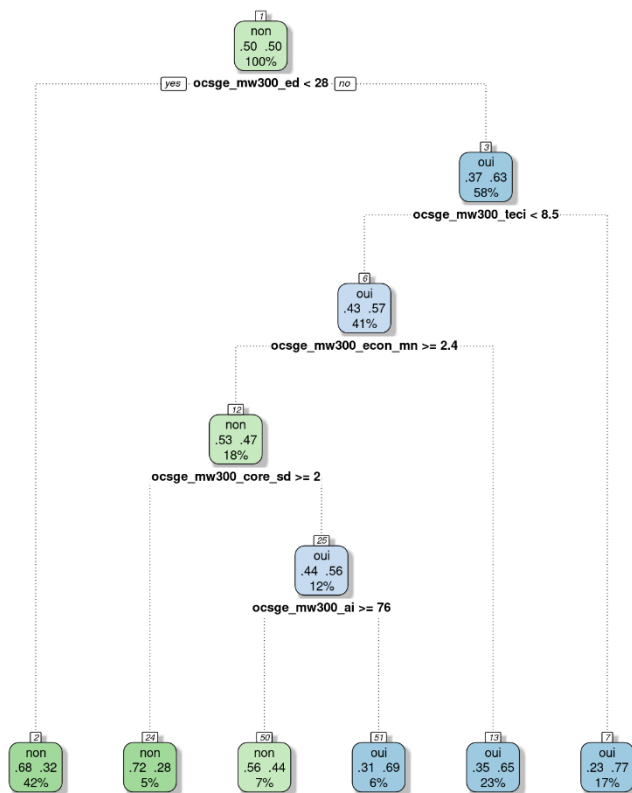 1
non
.50 .50
100%
yes ocsge_mw300_ed < 28 no
3
oui
.37 .63
58%
ocsge_mw300_teci < 8.5
6
oui
.43 .57
41%
ocsge_mw300_econ_mn >= 2.4
12
non
.53 .47
18%
ocsge_mw300_core_sd >= 2
25
oui
.44 .56
12%
ocsge_mw300_ai >= 76
2
non
.68 .32
42%
24
non
.72 .28
5%
50
non
.56 .44
7%
51
oui
.31 .69
6%
13
oui
.35 .65
23%
7
oui
.23 .77
17%